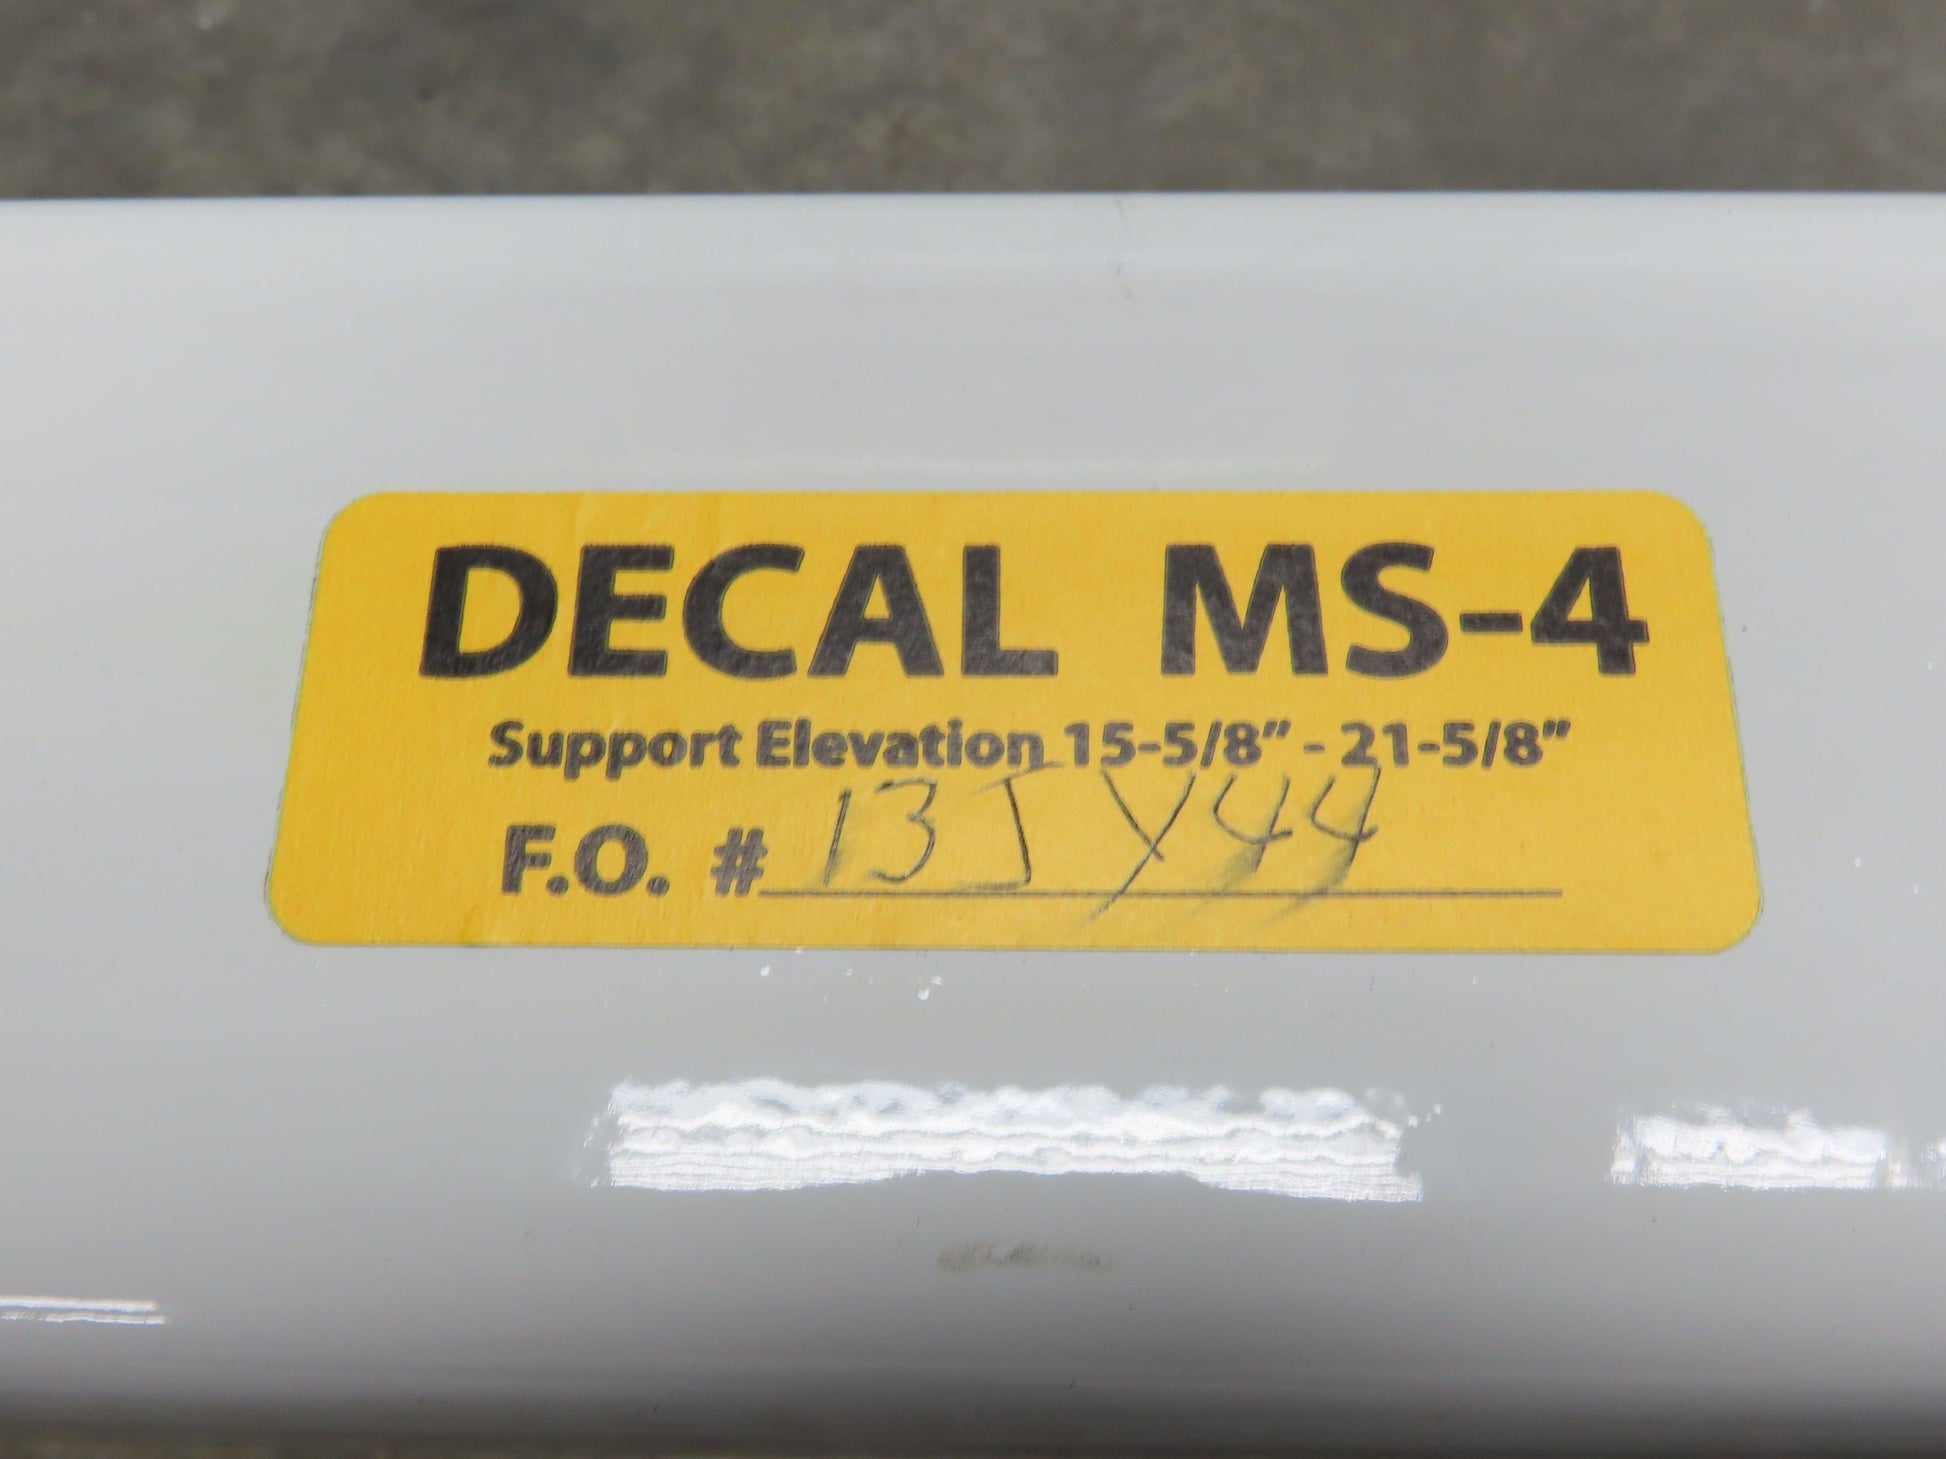 DECAL MS-4
Support Elevation 15-5/8" - 21-5/8"
F.O. # 13JY44